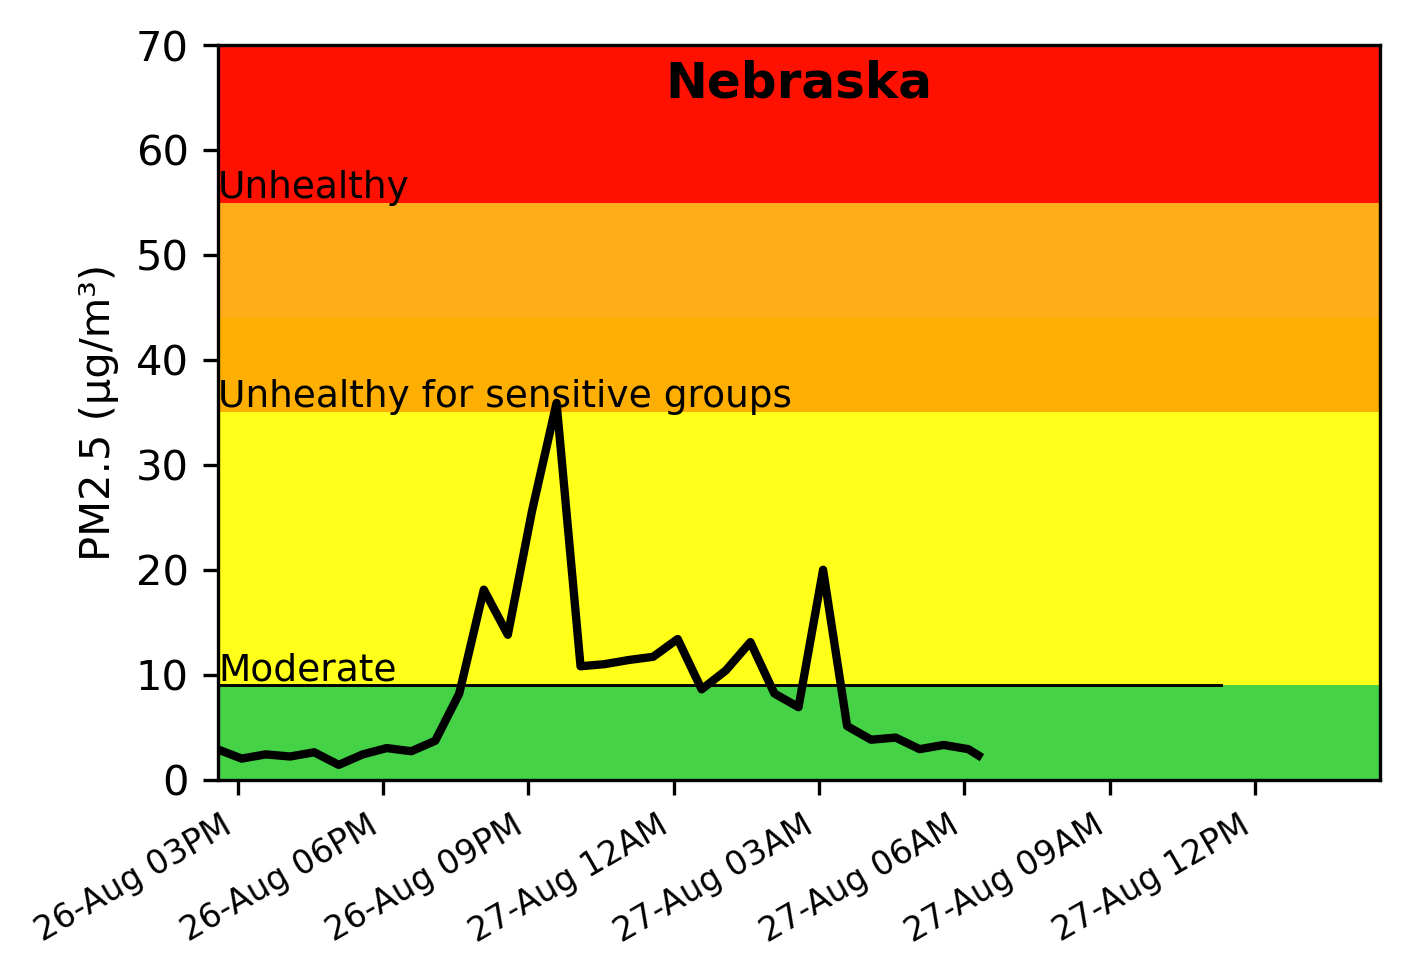 Nebraska
70
60
Unhealthy
50
40
Unhealthy for sensitive groups
30
20
10
Moderate
0
PM2.5 (µg/m³)
26-Aug 03PM
26-Aug 06PM
26-Aug 09PM
27-Aug 12AM
27-Aug 03AM
27-Aug 06AM
27-Aug 09AM
27-Aug 12PM